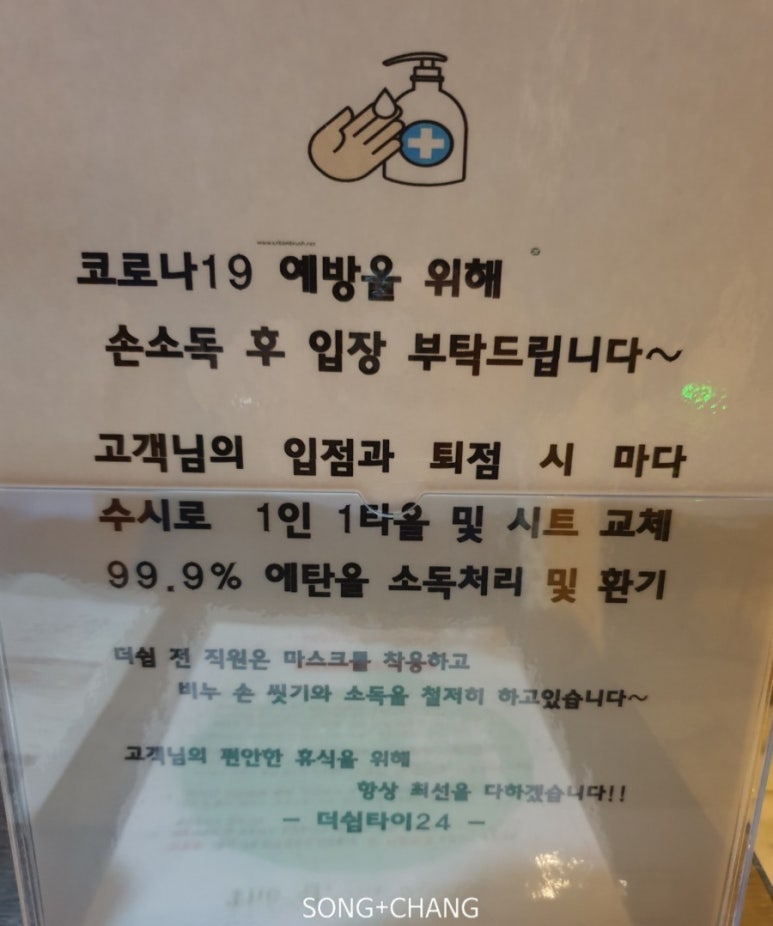 코로나19 예방을 위해
손소독 후 입장 부탁드립니다~
고객님의 입점과 퇴점 시 마다
수시로 1인 1타올 및 시트 교체
99.9% 에탄올 소독처리 및 환기
더쉼 전 직원은 마스크를 착용하고
비누 손 씻기와 소독을 철저히 하고있습니다~
고객님의 편안한 휴식을 위해
항상 최선을 다하겠습니다!!
- 더쉼타이24 -
SONG+CHANG